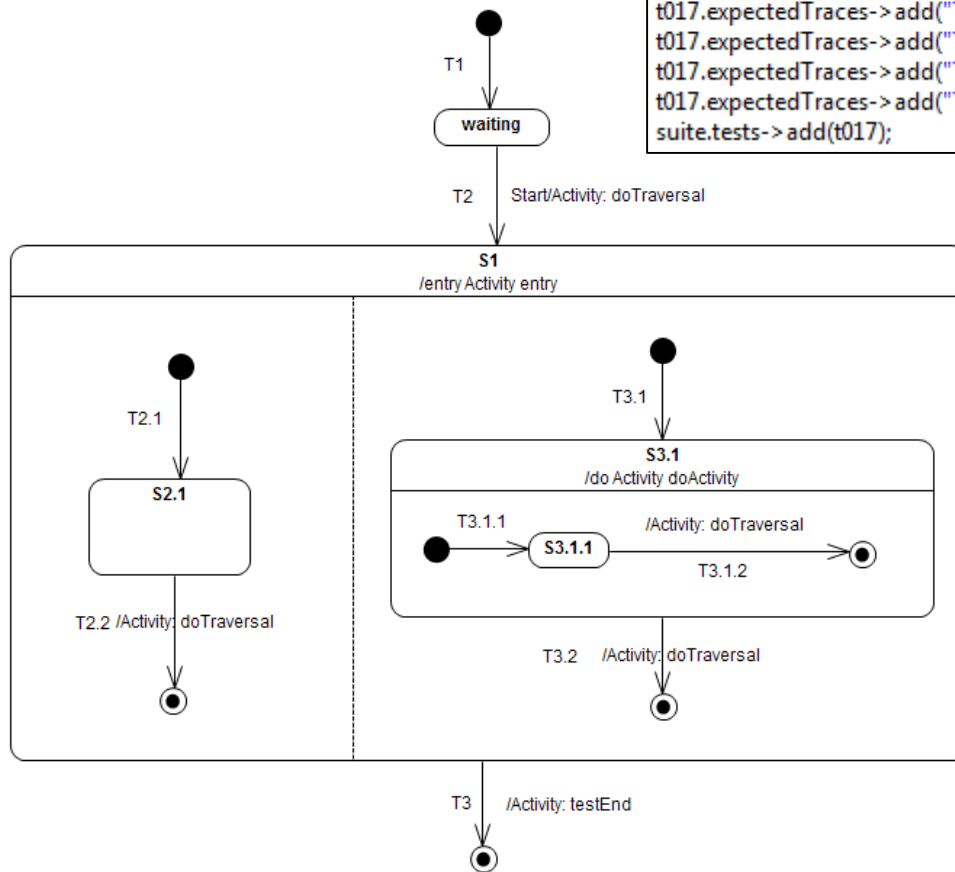 t017.expectedTraces->add("
t017.expectedTraces->add("
t017.expectedTraces->add("
t017.expectedTraces->add("
suite.tests->add(t017);
T1
waiting
T2 Start/Activity: doTraversal
S1
/entry Activity entry
T2.1
S2.1
T2.2 /Activity: doTraversal
T3.1
S3.1
/do Activity doActivity
T3.1.1
S3.1.1
/Activity: doTraversal
T3.1.2
T3.2 /Activity: doTraversal
T3 /Activity: testEnd